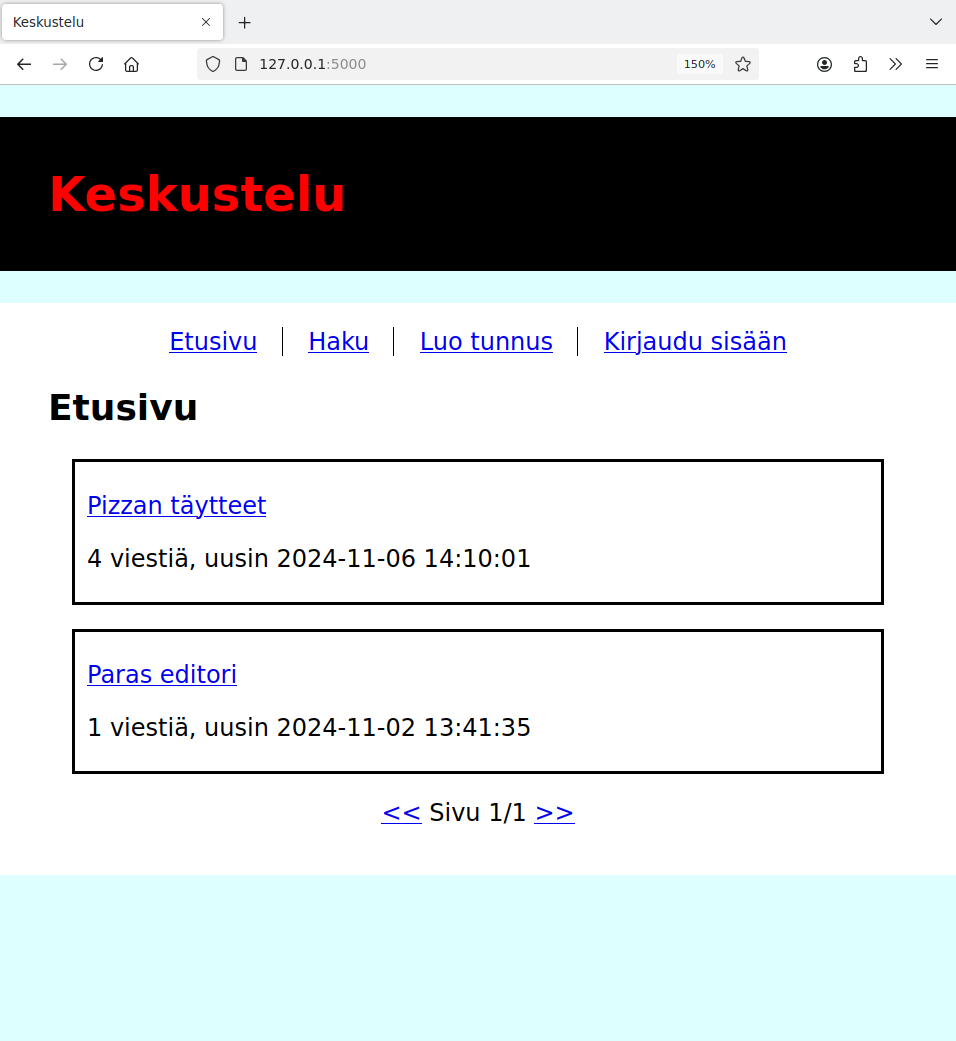 Keskustelu
127.0.0.1:5000
150%
Keskustelu
Etusivu Haku Luo tunnus Kirjaudu sisään
Etusivu
Pizzan täytteet
4 viestiä, uusin 2024-11-06 14:10:01
Paras editori
1 viestiä, uusin 2024-11-02 13:41:35
<< Sivu 1/1 >>